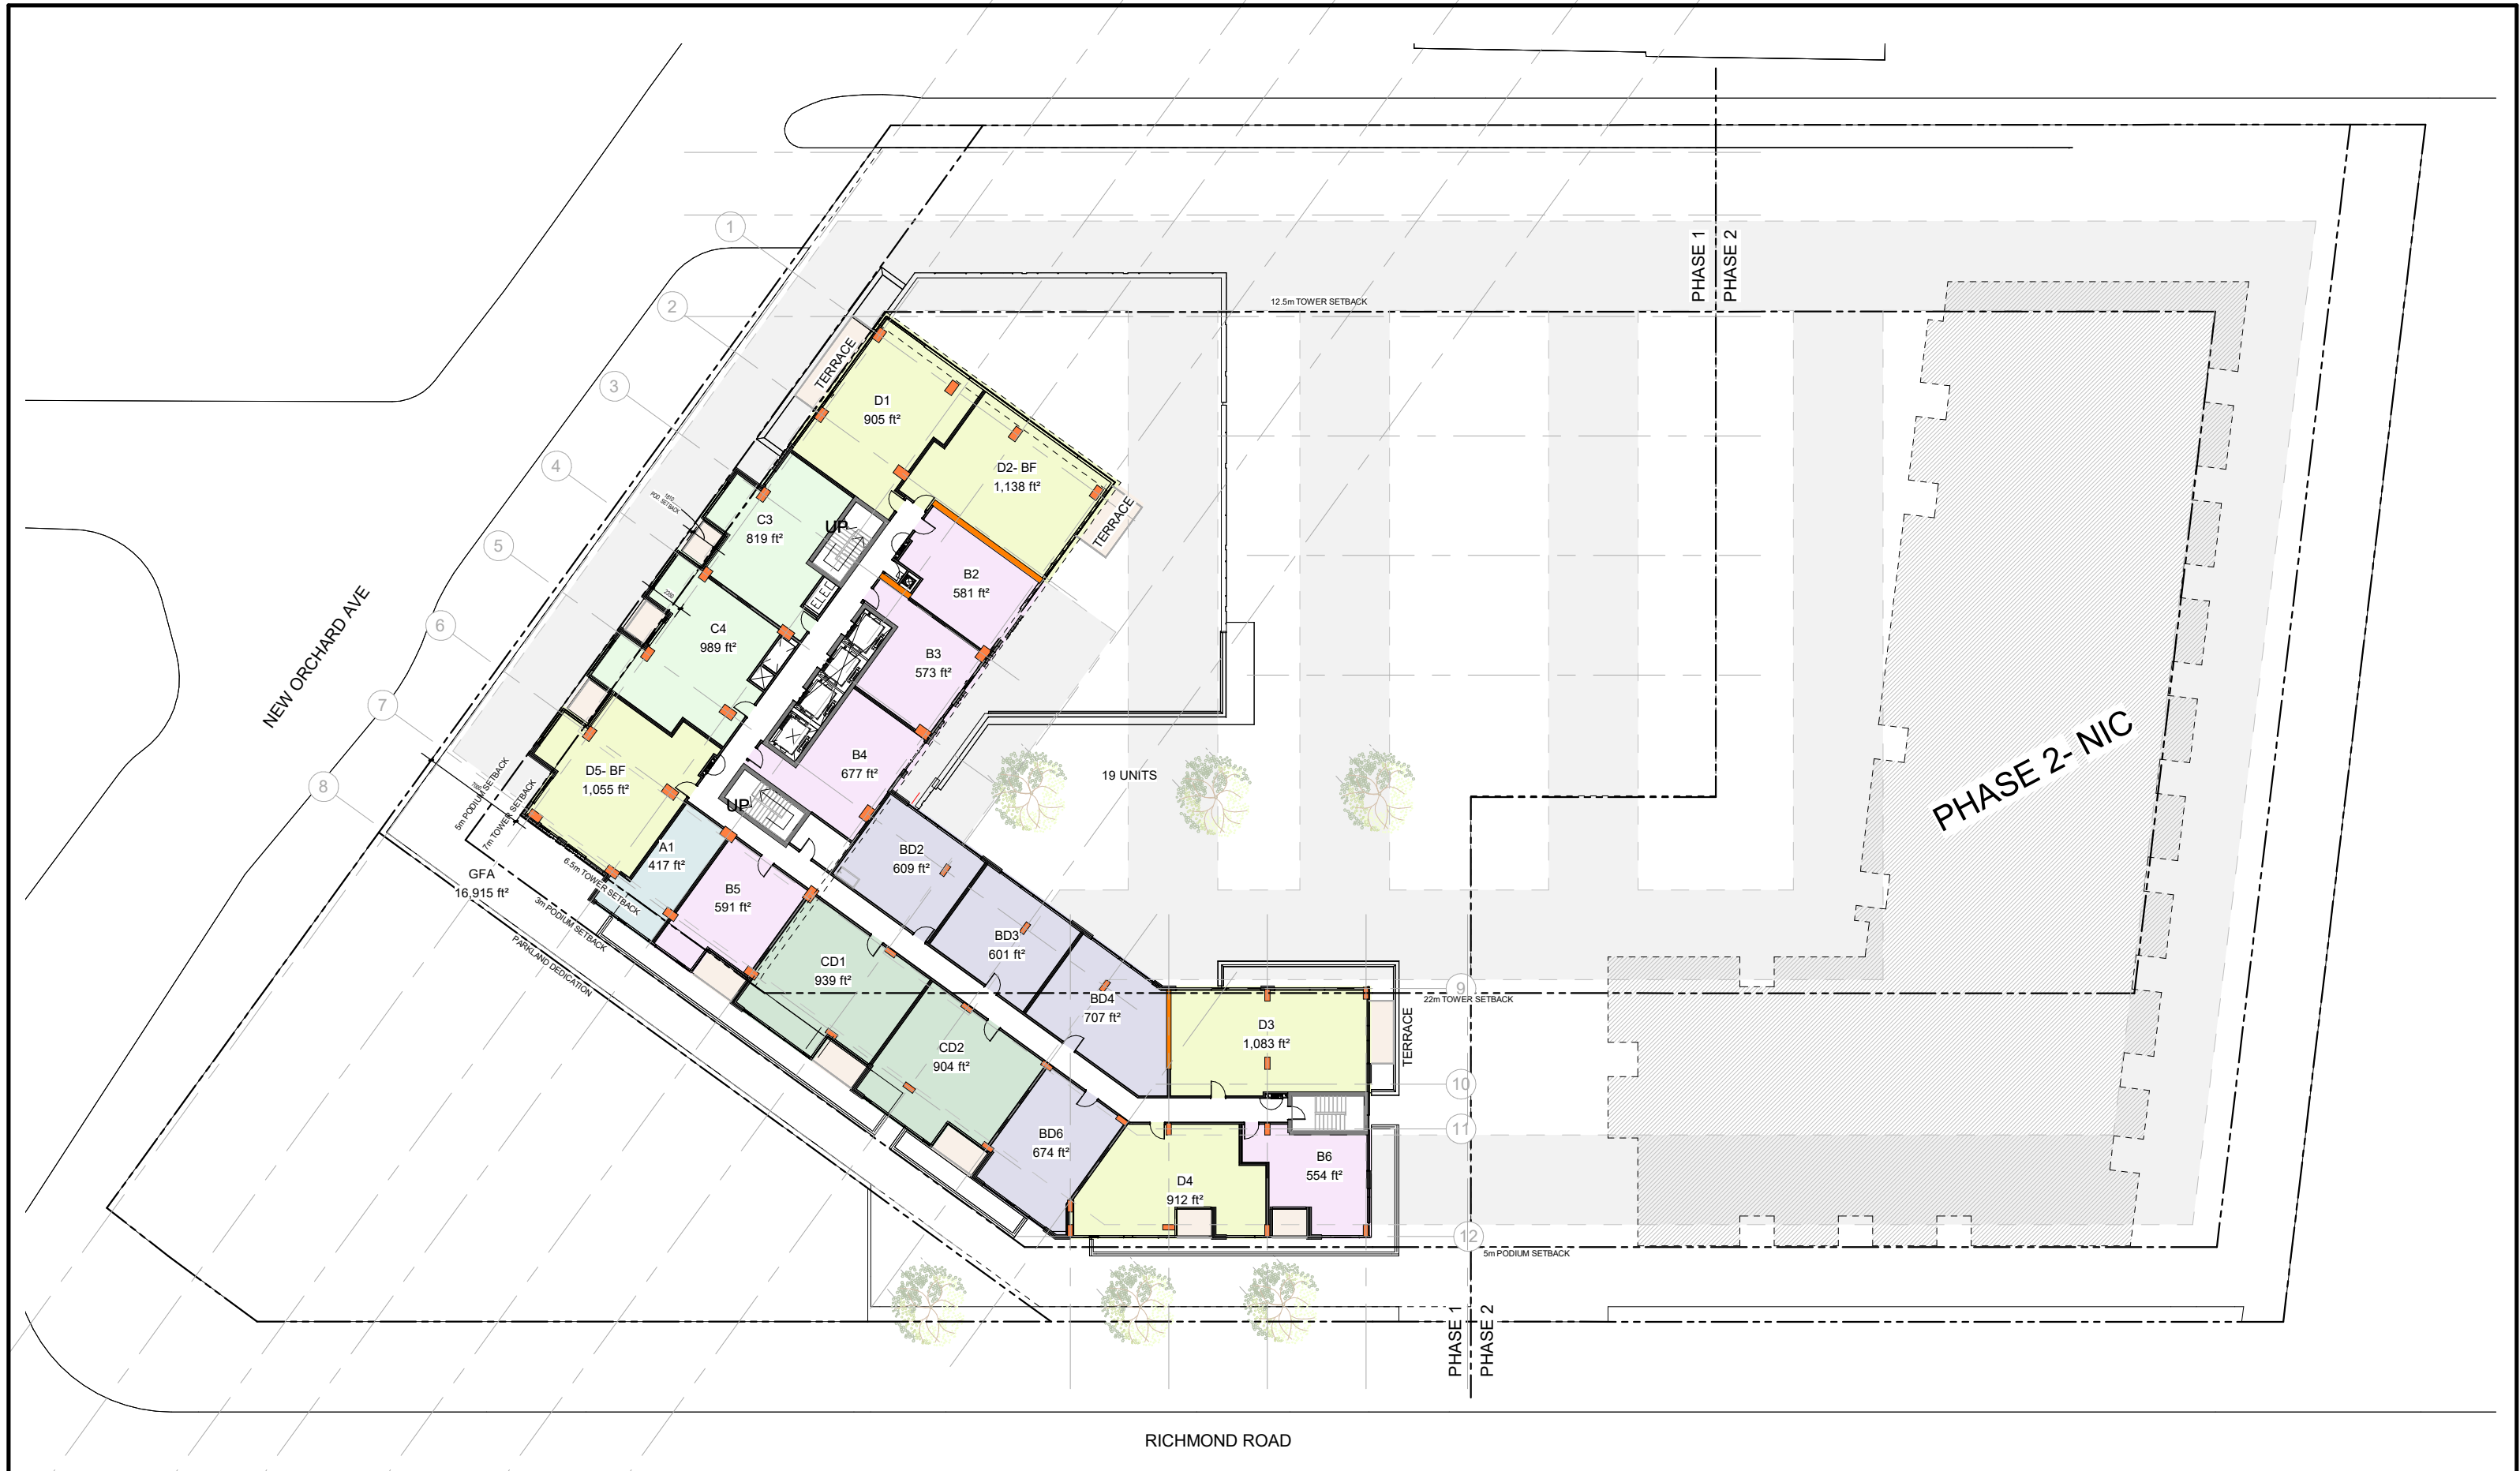 1
2
3
4
5
6
7
8
NEW ORCHARD AVE
PHASE 1
PHASE 2
12.5m TOWER SETBACK
TERRACE
D1
905 ft²
D2- BF
1,138 ft²
TERRACE
1810
POD. SETBACK
C3
819 ft²
UP
ELEC
B2
581 ft²
C4
989 ft²
B3
573 ft²
B4
677 ft²
D5- BF
1,055 ft²
UP
19 UNITS
PHASE 2- NIC
5m PODIUM SETBACK
7m TOWER SETBACK
A1
417 ft²
6.5m TOWER SETBACK
GFA
16,915 ft²
3m PODIUM SETBACK
PARKLAND DEDICATION
B5
591 ft²
BD2
609 ft²
BD3
601 ft²
CD1
939 ft²
BD4
707 ft²
CD2
904 ft²
D3
1,083 ft²
TERRACE
9
22m TOWER SETBACK
10
11
12
BD6
674 ft²
D4
912 ft²
B6
554 ft²
5m PODIUM SETBACK
PHASE 1
PHASE 2
RICHMOND ROAD